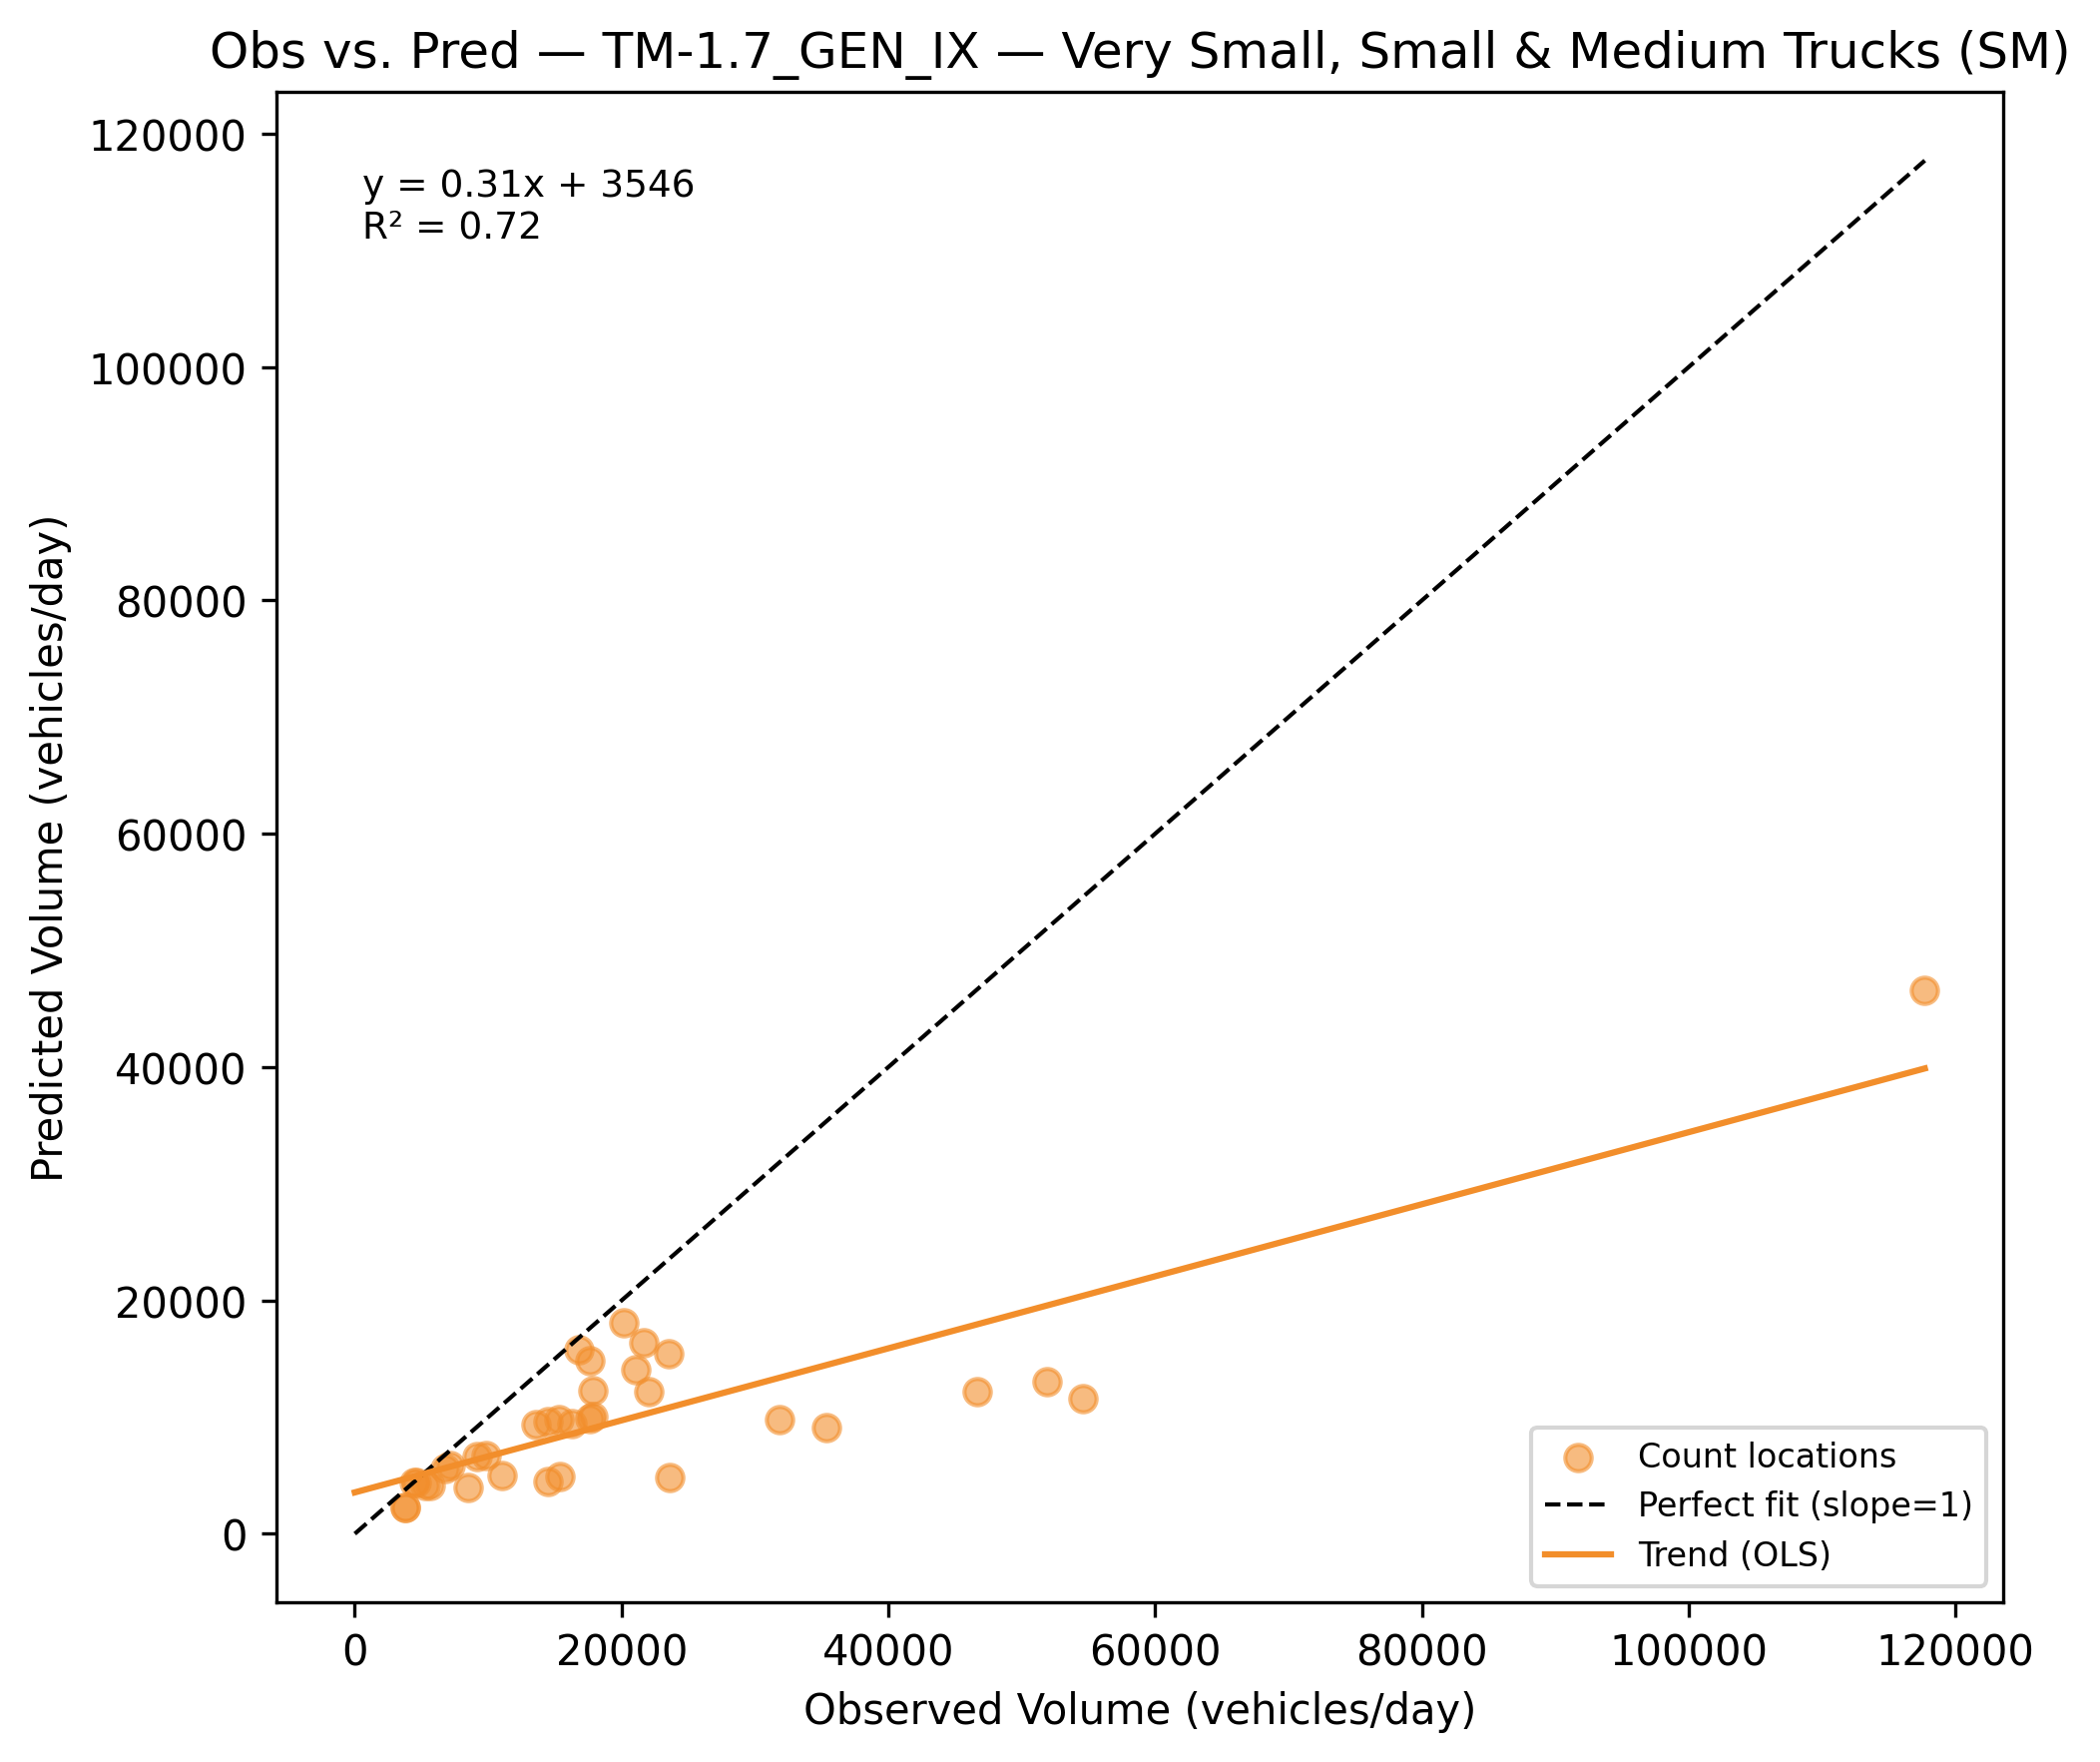 Obs vs. Pred — TM-1.7_GEN_IX — Very Small, Small & Medium Trucks (SM)
y = 0.31x + 3546
R² = 0.72
Predicted Volume (vehicles/day)
120000
100000
80000
60000
40000
20000
0
0 20000 40000 60000 80000 100000 120000
Observed Volume (vehicles/day)
Count locations
Perfect fit (slope=1)
Trend (OLS)